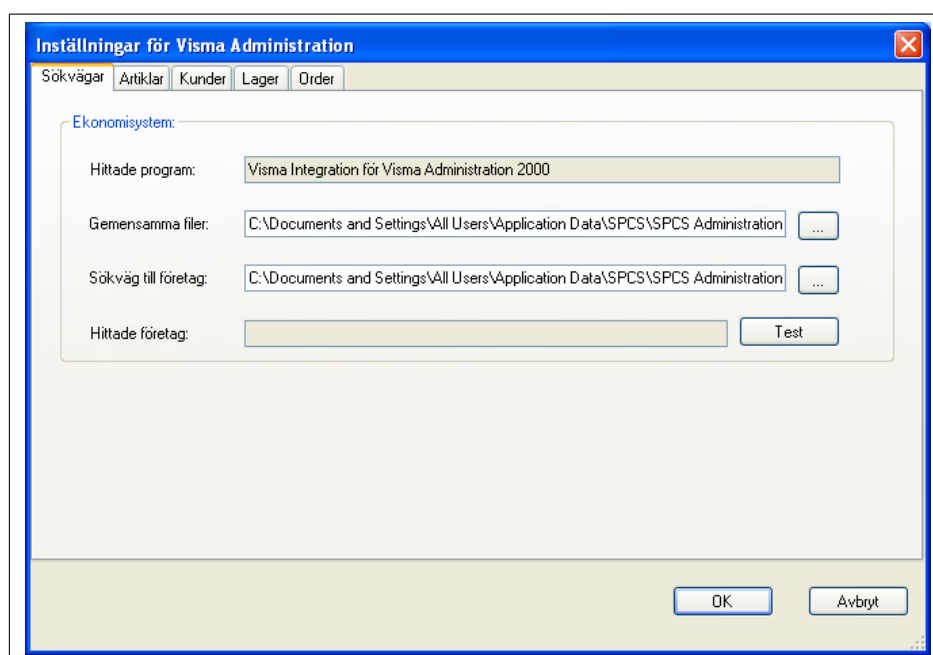 Inställningar för Visma Administration
Sökvägar Artiklar Kunder Lager Order
Ekonomisystem:
Hittade program: Visma Integration för Visma Administration 2000
Gemensamma filer: C:\Documents and Settings\All Users\Application Data\SPCS\SPCS Administration ...
Sökväg till företag: C:\Documents and Settings\All Users\Application Data\SPCS\SPCS Administration ...
Hittade företag: Test
OK Avbryt